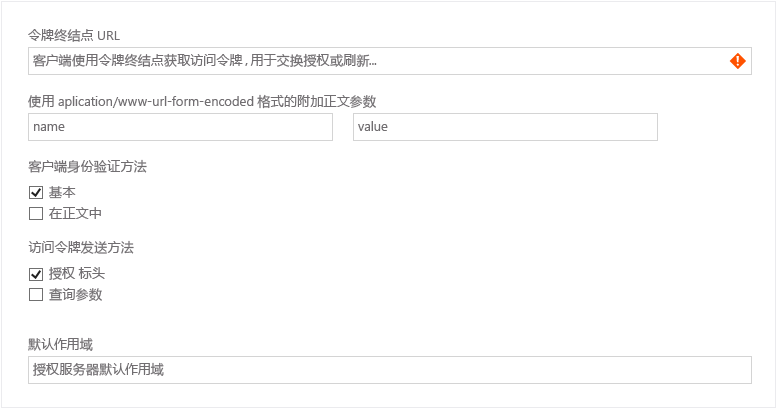 令牌终结点 URL
客户端使用令牌终结点获取访问令牌 , 用于交换授权或刷新...
使用 aplication/www-url-form-encoded 格式的附加正文参数
name value
客户端身份验证方法
基本
在正文中
访问令牌发送方法
授权 标头
查询参数
默认作用域
授权服务器默认作用域